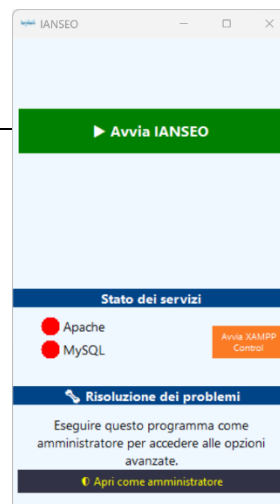 IANSEO
▶ Avvia IANSEO
Stato dei servizi
Apache
MySQL
Avvia XAMPP
Control
Risoluzione dei problemi
Eseguire questo programma come
amministratore per accedere alle opzioni
avanzate.
Apri come amministratore